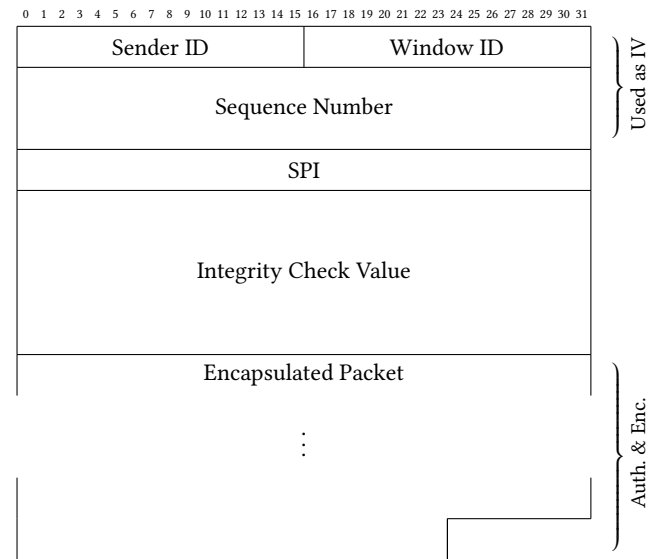 0 1 2 3 4 5 6 7 8 9 10 11 12 13 14 15 16 17 18 19 20 21 22 23 24 25 26 27 28 29 30 31
Sender ID Window ID
Used as IV
Sequence Number
SPI
Integrity Check Value
Encapsulated Packet
⋮
Auth. & Enc.